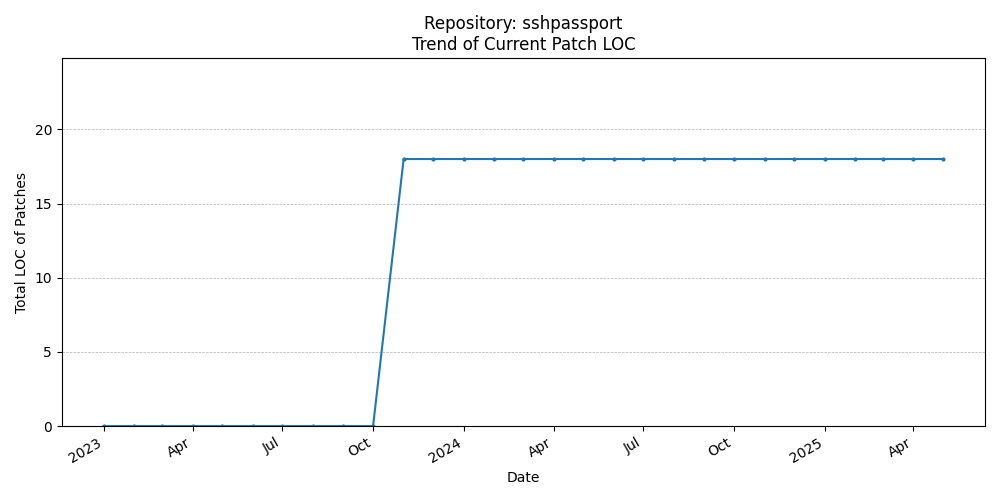 Repository: sshpassport
Trend of Current Patch LOC
Total LOC of Patches
20
15
10
5
0
2023
Apr
Jul
Oct
2024
Apr
Jul
Oct
2025
Apr
Date